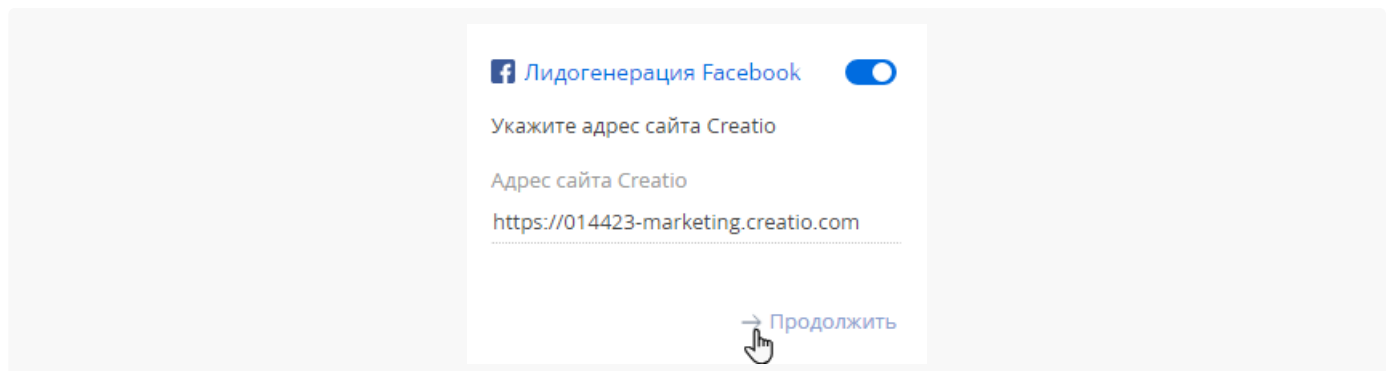 Лидогенерация Facebook
Укажите адрес сайта Creatio
Адрес сайта Creatio
https://014423-marketing.creatio.com
→ Продолжить